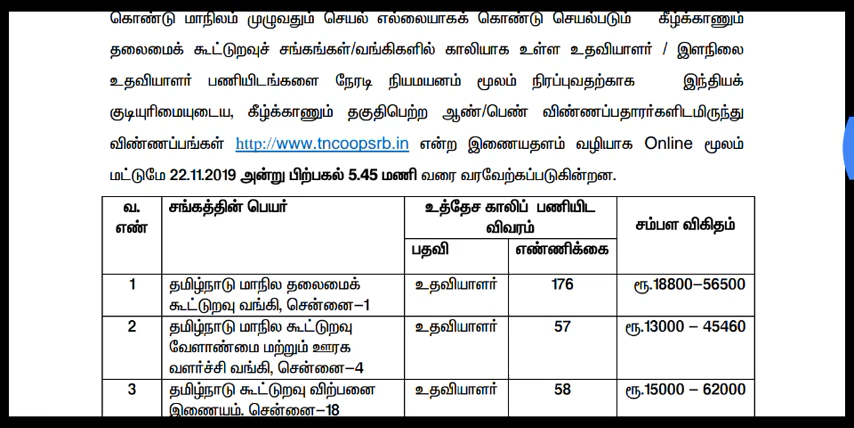 கொண்டு மாநிலம் முழுவதும் செயல் எல்லையாகக் கொண்டு செயல்படும் கீழ்க்காணும்
தலைமைக் கூட்டுறவுச் சங்கங்கள்/வங்கிகளில் காலியாக உள்ள உதவியாளர் / இளநிலை
உதவியாளர் பணியிடங்களை நேரடி நியமயனம் மூலம் நிரப்புவதற்காக இந்தியக்
குடியுரிமையுடைய, கீழ்க்காணும் தகுதிபெற்ற ஆண்/பெண் விண்ணப்பதாரர்களிடமிருந்து
விண்ணப்பங்கள் http://www.tncoopsrb.in என்ற இணையதளம் வழியாக Online மூலம்
மட்டுமே 22.11.2019 அன்று பிற்பகல் 5.45 மணி வரை வரவேற்கப்படுகின்றன.
வ. எண் சங்கத்தின் பெயர் உத்தேச காலிப் பணியிட விவரம் சம்பள விகிதம்
பதவி எண்ணிக்கை
1 தமிழ்நாடு மாநில தலைமைக் உதவியாளர் 176 ரூ.18800-56500
கூட்டுறவு வங்கி, சென்னை-1
2 தமிழ்நாடு மாநில கூட்டுறவு உதவியாளர் 57 ரூ.13000 – 45460
வேளாண்மை மற்றும் ஊரக
வளர்ச்சி வங்கி, சென்னை-4
3 தமிழ்நாடு கூட்டுறவு விற்பனை உதவியாளர் 58 ரூ.15000 – 62000
இணையம், சென்னை-18